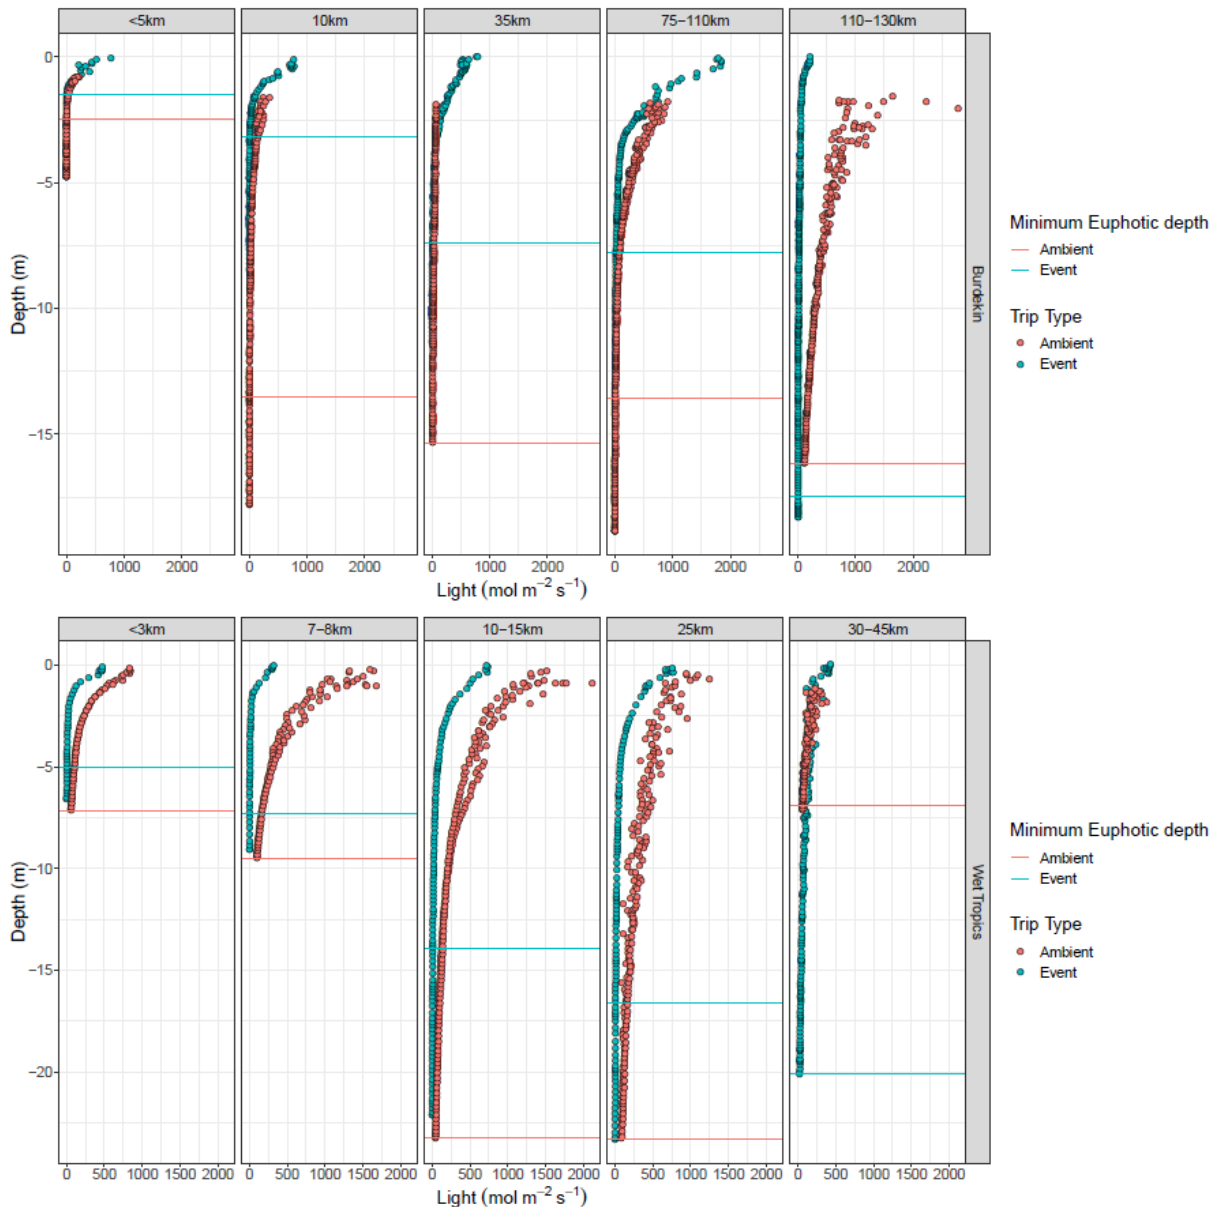 <5km 10km 35km 75−110km 110−130km
0
−5
−10
−15
Depth (m)
Burdekin
0 1000 2000 0 1000 2000 0 1000 2000 0 1000 2000 0 1000 2000
Light (mol m−2 s−1)
Minimum Euphotic depth
Ambient
Event
Trip Type
Ambient
Event
<3km 7−8km 10−15km 25km 30−45km
0
−5
−10
−15
−20
Depth (m)
Wet Tropics
0 500 1000 1500 2000 0 500 1000 1500 2000 0 500 1000 1500 2000 0 500 1000 1500 2000 0 500 1000 1500 2000
Light (mol m−2 s−1)
Minimum Euphotic depth
Ambient
Event
Trip Type
Ambient
Event